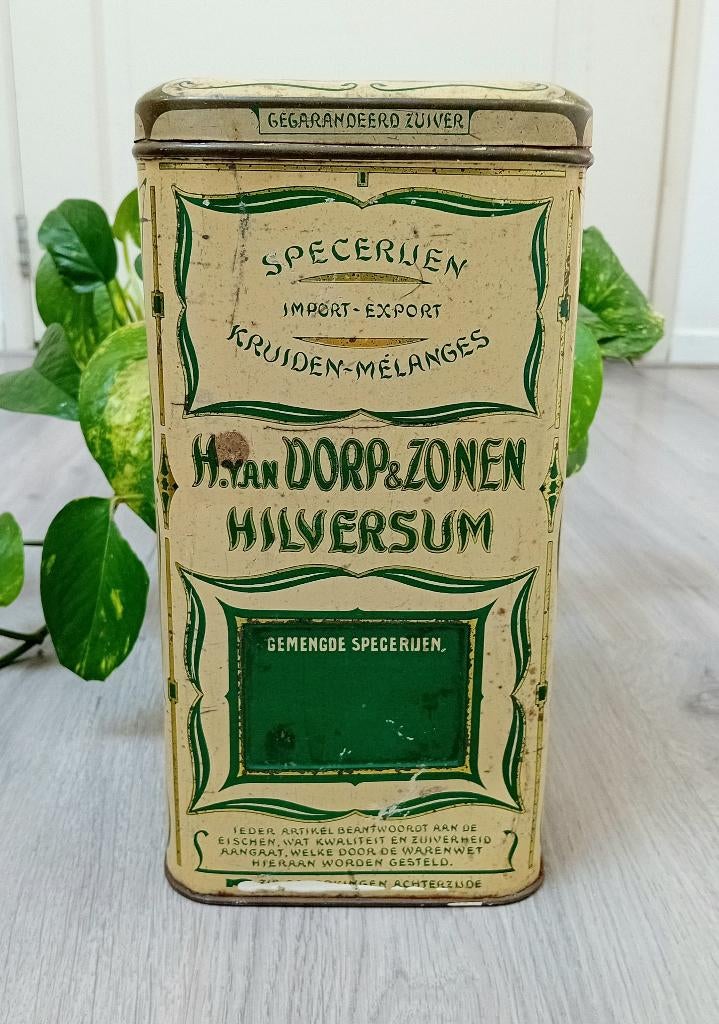 GEGARANDEERD ZUIVER
SPECERIJEN
IMPORT-EXPORT
KRUIDEN-MÉLANGES
H. VAN DORP & ZONEN
HILVERSUM
GEMENGDE SPECERIJEN.
IEDER ARTIKEL BEANTWOORDT AAN DE
EISCHEN, WAT KWALITEIT EN ZUIVERHEID
AANGAAT, WELKE DOOR DE WARENWET
HIERAAN WORDEN GESTELD.
ACHTERZIJDE